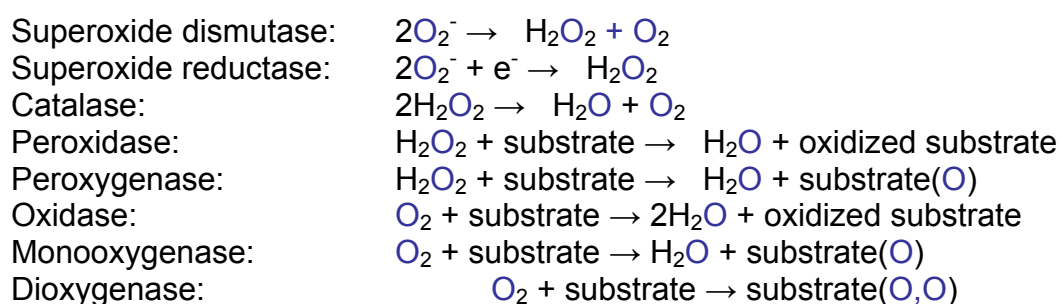 Superoxide dismutase: 2O₂⁻ → H₂O₂ + O₂
Superoxide reductase: 2O₂⁻ + e⁻ → H₂O₂
Catalase: 2H₂O₂ → H₂O + O₂
Peroxidase: H₂O₂ + substrate → H₂O + oxidized substrate
Peroxygenase: H₂O₂ + substrate → H₂O + substrate(O)
Oxidase: O₂ + substrate → 2H₂O + oxidized substrate
Monooxygenase: O₂ + substrate → H₂O + substrate(O)
Dioxygenase: O₂ + substrate → substrate(O,O)